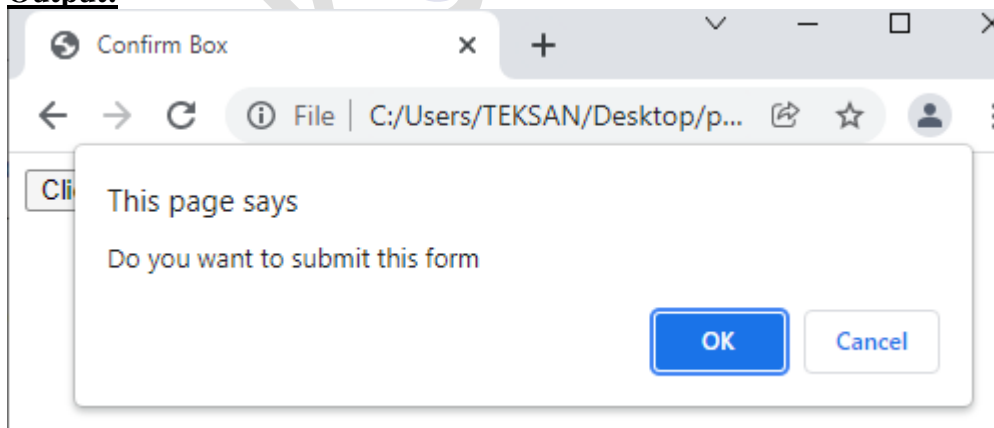 Output:
Confirm Box
File | C:/Users/TEKSAN/Desktop/p...
Cli
This page says
Do you want to submit this form
OK Cancel